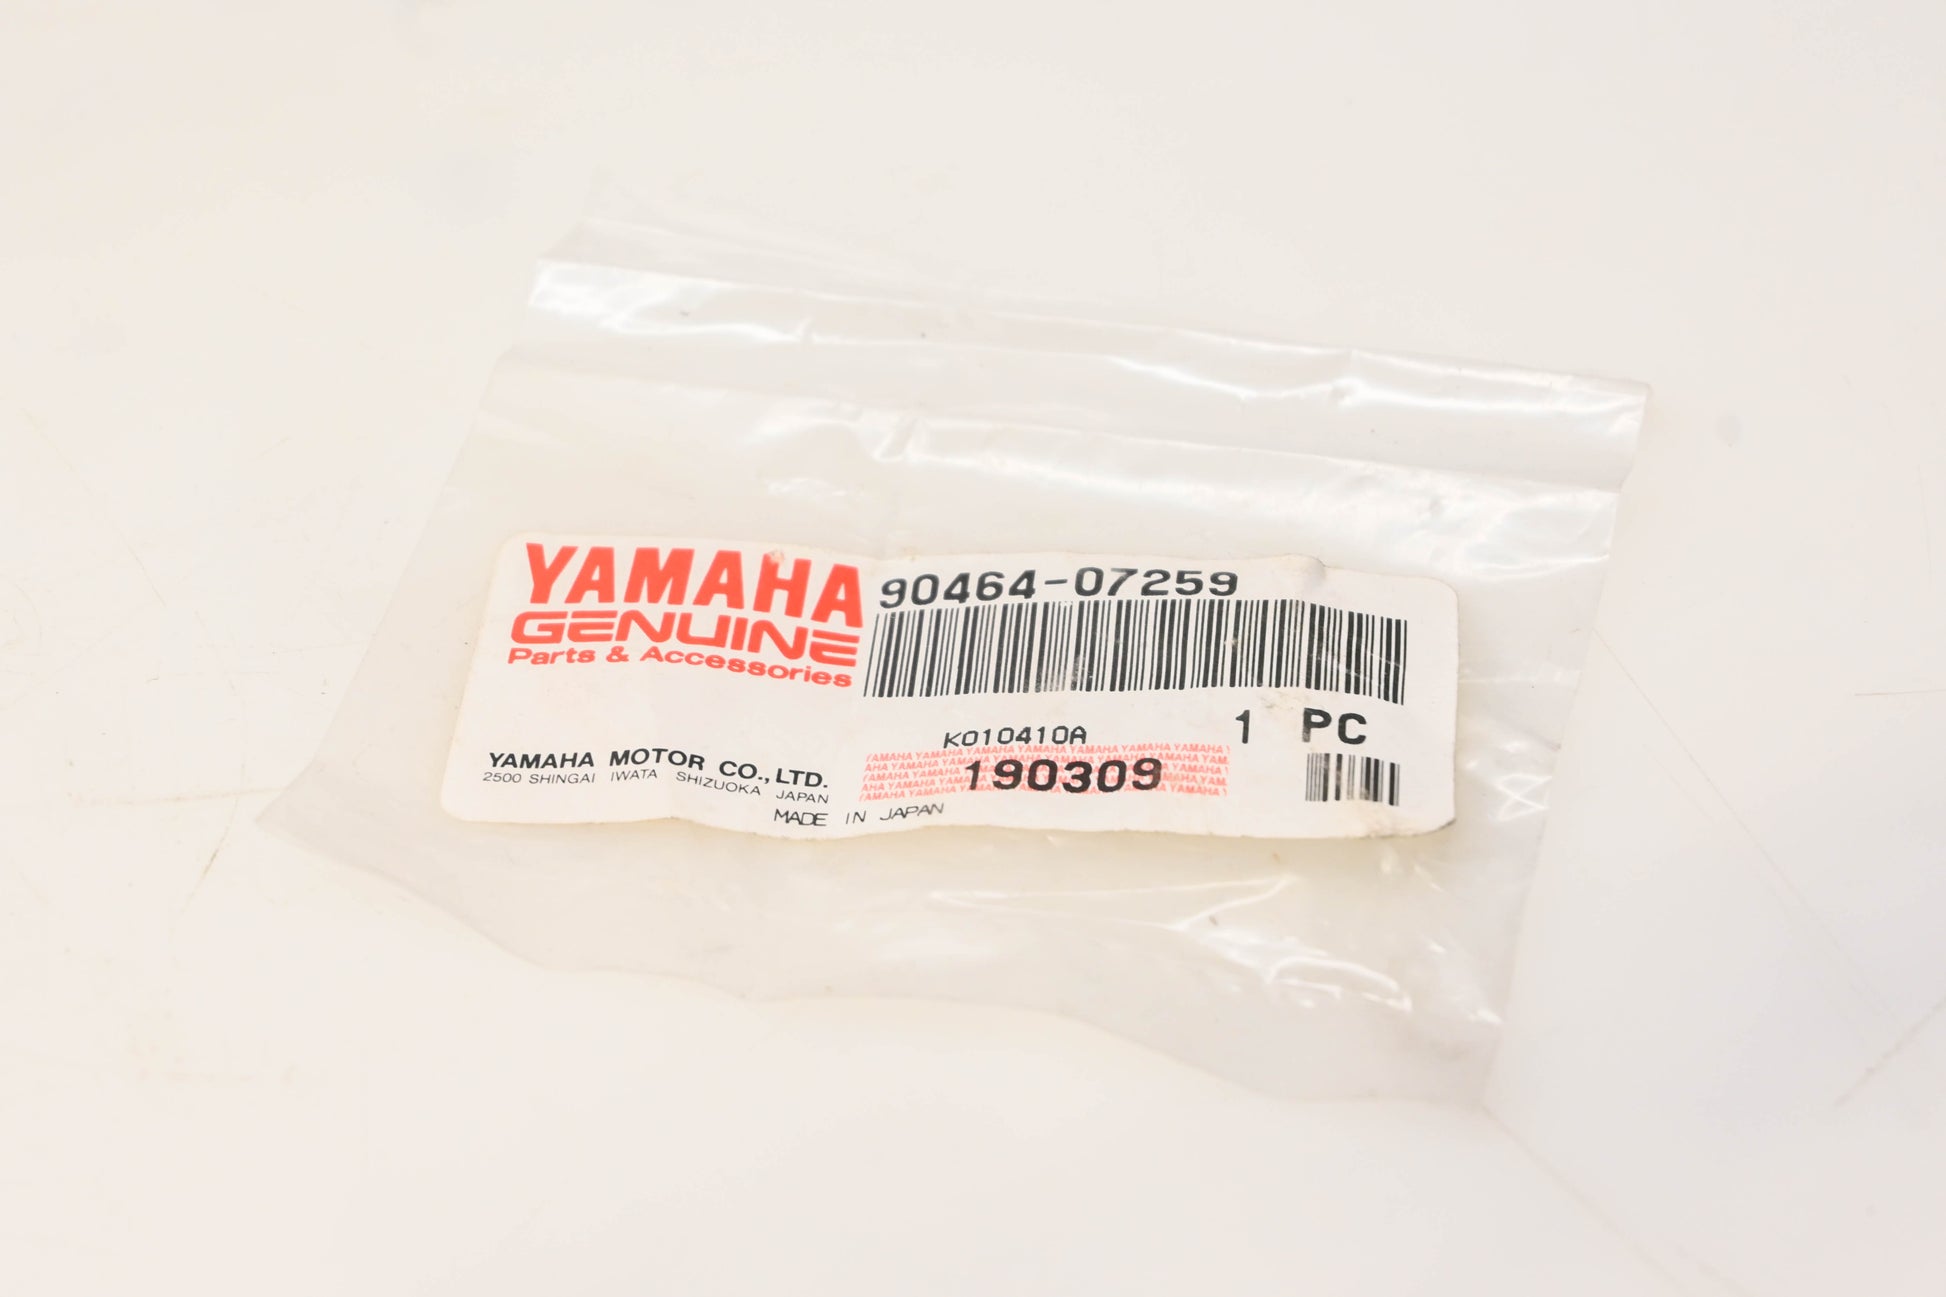 YAMAHA
GENUINE
Parts & Accessories
90464-07259
1 PC
K010410A
190309
YAMAHA MOTOR CO., LTD.
2500 SHINGAI IWATA SHIZUOKA JAPAN
MADE IN JAPAN